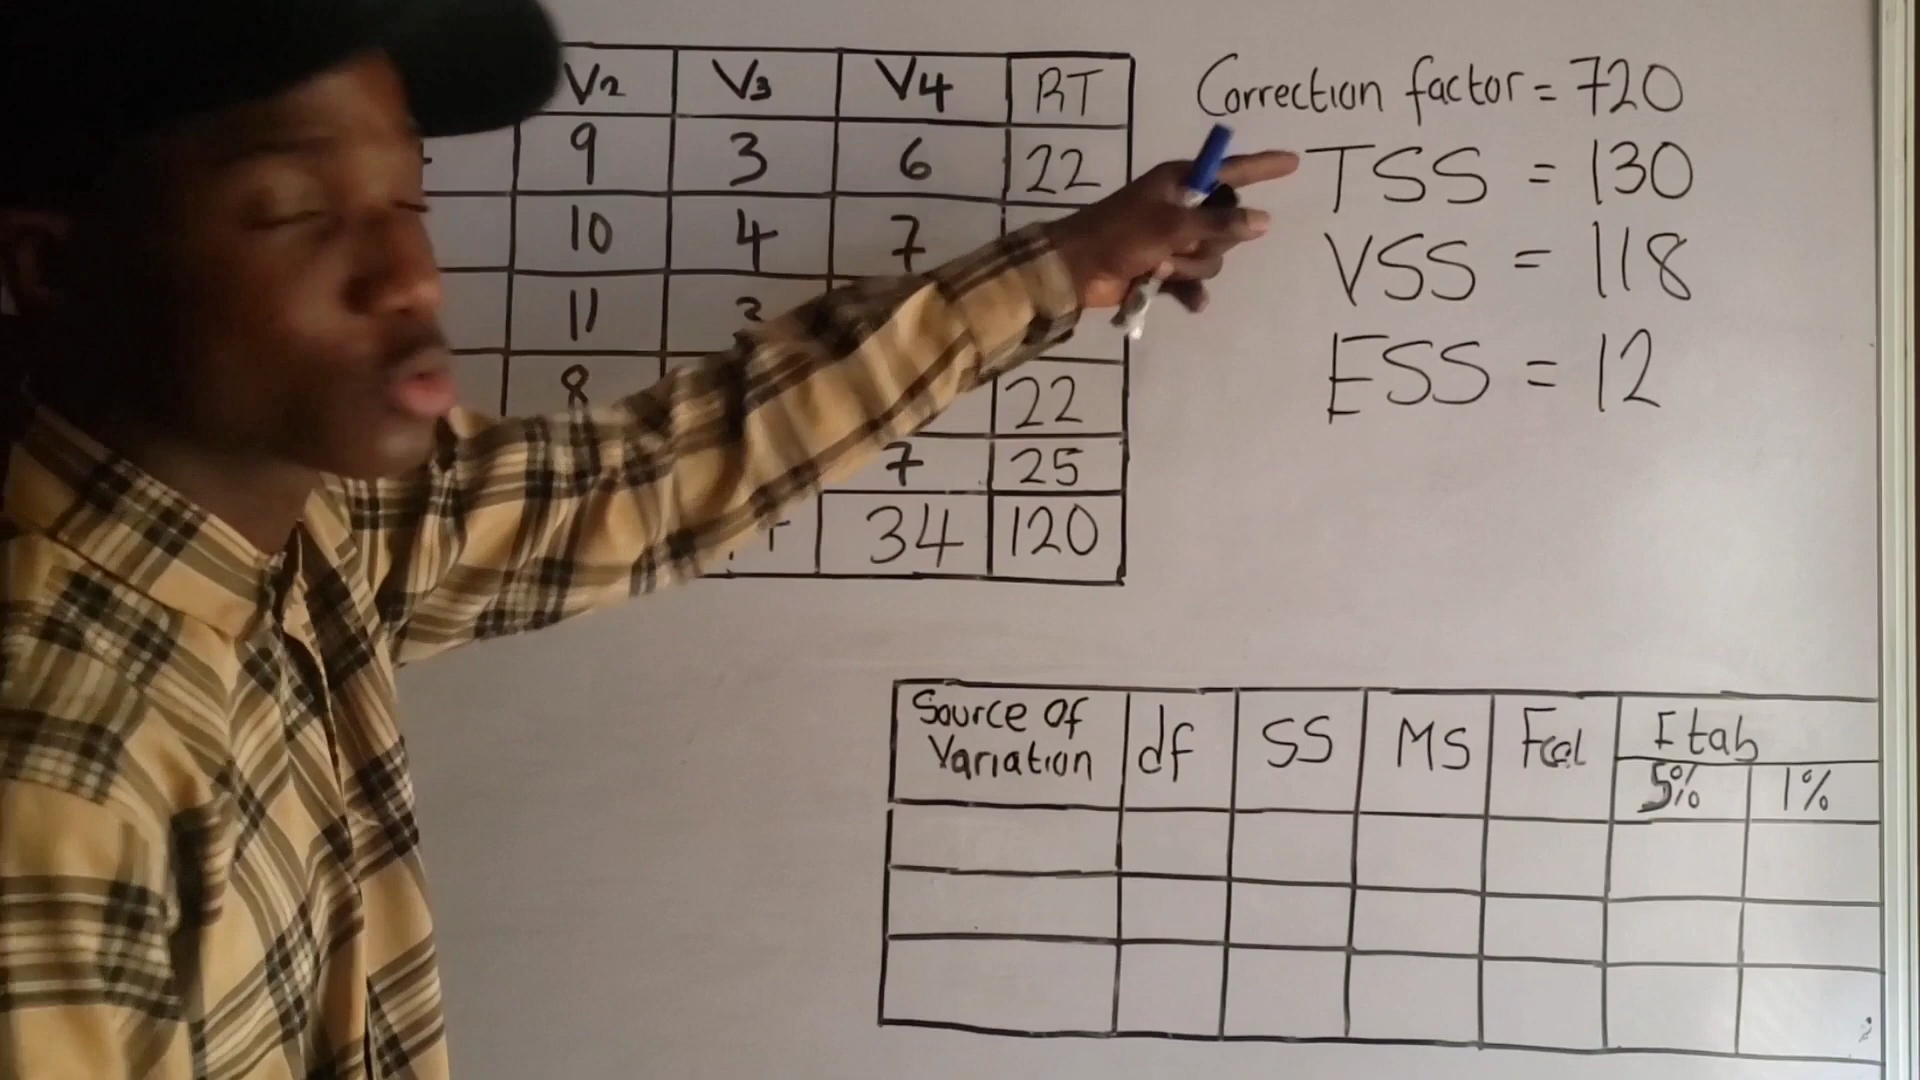 V2 V3 V4 RT
9 3 6 22
10 4 7
11
8 22
7 25
34 120
Correction factor = 720
TSS = 130
VSS = 118
ESS = 12
Source of Variation df SS MS Fcal F tab
5% 1%